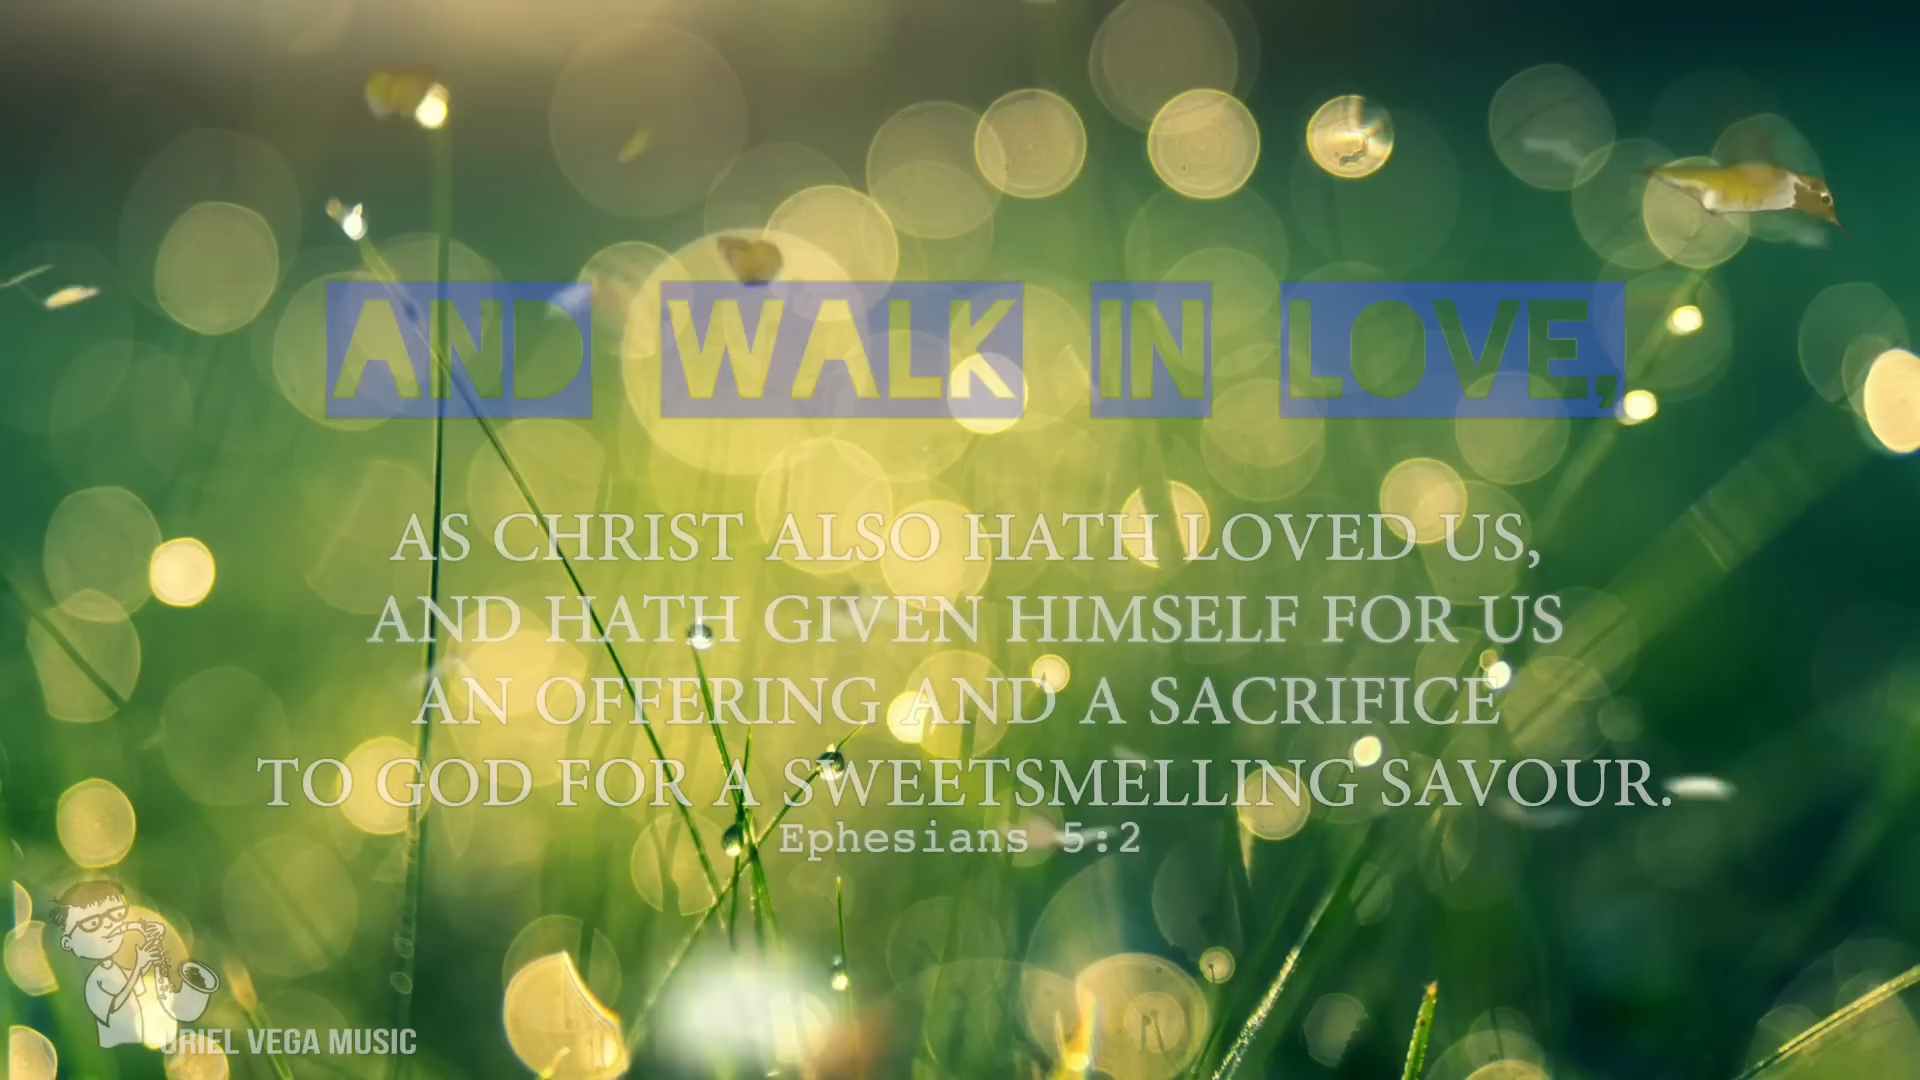 AND WALK IN LOVE,
AS CHRIST ALSO HATH LOVED US,
AND HATH GIVEN HIMSELF FOR US
AN OFFERING AND A SACRIFICE
TO GOD FOR A SWEETSMELLING SAVOUR.
Ephesians 5:2
URIEL VEGA MUSIC